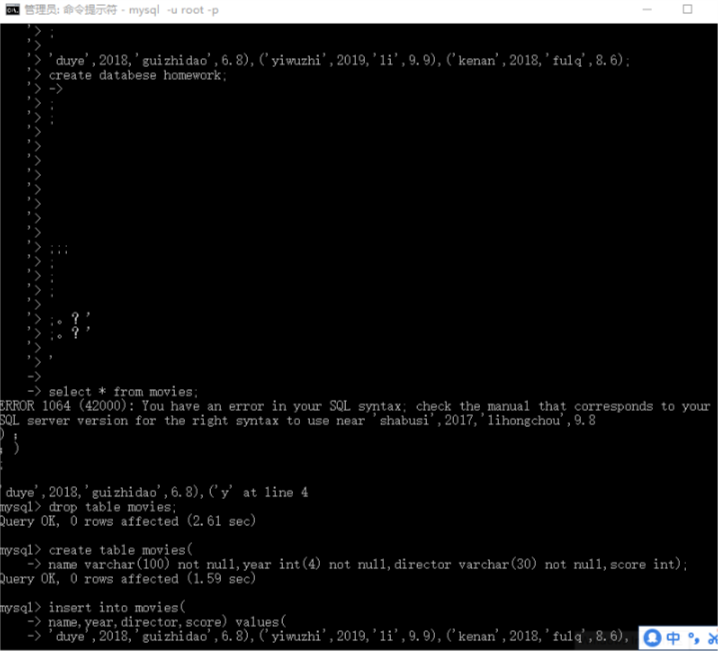 管理员: 命令提示符 - mysql -u root -p
'> ;
'>
'> 'duye',2018,'guizhidao',6.8),('yiwuzhi',2019,'li',9.9),('kenan',2018,'fulq',8.6);
'> create databese homework;
'> ->
'> ;
'> ;
'>
'>
'>
'>
'>
'>
'>
'>
'> ;;;
'> ;
'> ;
'> ;
'>
'> ;。？'
'> ;。？'
'>
'> '
->
-> select * from movies;
ERROR 1064 (42000): You have an error in your SQL syntax; check the manual that corresponds to your
SQL server version for the right syntax to use near 'shabusi',2017,'lihongchou',9.8
) ;
; )
;
'duye',2018,'guizhidao',6.8),('y' at line 4
mysql> drop table movies;
Query OK, 0 rows affected (2.61 sec)
mysql> create table movies(
-> name varchar(100) not null,year int(4) not null,director varchar(30) not null,score int);
Query OK, 0 rows affected (1.59 sec)
mysql> insert into movies(
-> name,year,director,score) values(
-> 'duye',2018,'guizhidao',6.8),('yiwuzhi',2019,'li',9.9),('kenan',2018,'fulq',8.6),
中